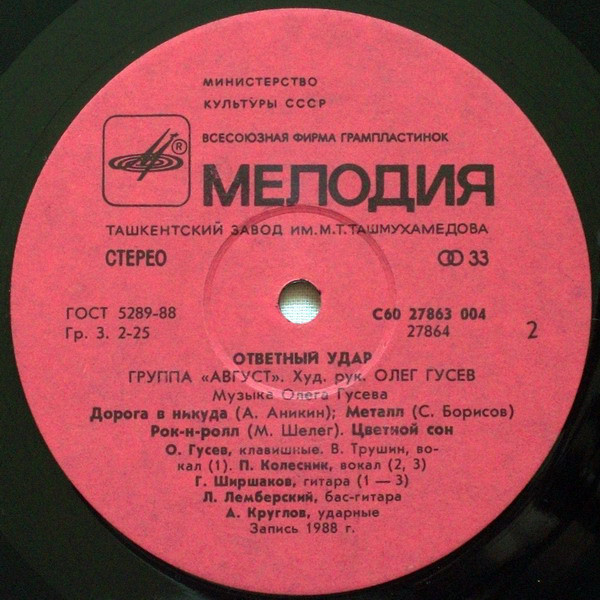 МИНИСТЕРСТВО
КУЛЬТУРЫ СССР
ВСЕСОЮЗНАЯ ФИРМА ГРАМПЛАСТИНОК
®
МЕЛОДИЯ
ТАШКЕНТСКИЙ ЗАВОД ИМ. М.Т.ТАШМУХАМЕДОВА
СТЕРЕО 33
ГОСТ 5289-88 С60 27863 004
Гр. 3. 2-25 27864 2
ОТВЕТНЫЙ УДАР
ГРУППА «АВГУСТ». Худ. рук. ОЛЕГ ГУСЕВ
Музыка Олега Гусева
Дорога в никуда (А. Аникин); Металл (С. Борисов)
Рок-н-ролл (М. Шелег). Цветной сон
О. Гусев, клавишные. В. Трушин, во-
кал (1). П. Колесник, вокал (2, 3)
Г. Ширшаков, гитара (1 — 3)
Л. Лемберский, бас-гитара
А. Круглов, ударные
Запись 1988 г.